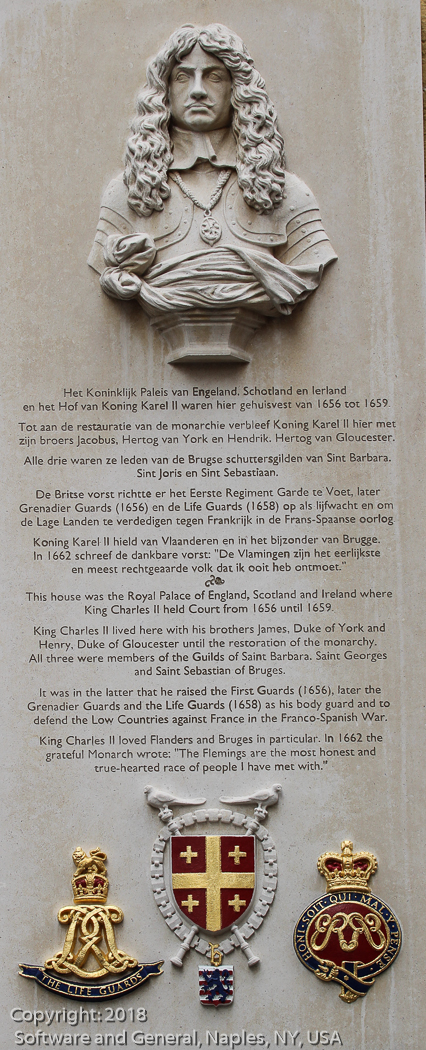 Het Koninklijk Paleis van Engeland, Schotland en Ierland
en het Hof van Koning Karel II waren hier gehuisvest van 1656 tot 1659.
Tot aan de restauratie van de monarchie verbleef Koning Karel II hier met
zijn broers Jacobus, Hertog van York en Hendrik, Hertog van Gloucester.
Alle drie waren ze leden van de Brugse schuttersgilden van Sint Barbara,
Sint Joris en Sint Sebastiaan.
De Britse vorst richtte er het Eerste Regiment Garde te Voet, later
Grenadier Guards (1656) en de Life Guards (1658) op als lijfwacht en om
de Lage Landen te verdedigen tegen Frankrijk in de Frans-Spaanse oorlog
Koning Karel II hield van Vlaanderen en in het bijzonder van Brugge.
In 1662 schreef de dankbare vorst: "De Vlamingen zijn het eerlijkste
en meest rechtgeaarde volk dat ik ooit heb ontmoet."
This house was the Royal Palace of England, Scotland and Ireland where
King Charles II held Court from 1656 until 1659.
King Charles II lived here with his brothers James, Duke of York and
Henry, Duke of Gloucester until the restoration of the monarchy.
All three were members of the Guilds of Saint Barbara, Saint Georges
and Saint Sebastian of Bruges.
It was in the latter that he raised the First Guards (1656), later the
Grenadier Guards and the Life Guards (1658) as his body guard and to
defend the Low Countries against France in the Franco-Spanish War.
King Charles II loved Flanders and Bruges in particular. In 1662 the
grateful Monarch wrote: "The Flemings are the most honest and
true-hearted race of people I have met with."
THE LIFE GUARDS
HONI·SOIT·QUI·MAL·Y·PENSE
Copyright: 2018
Software and General, Naples, NY, USA